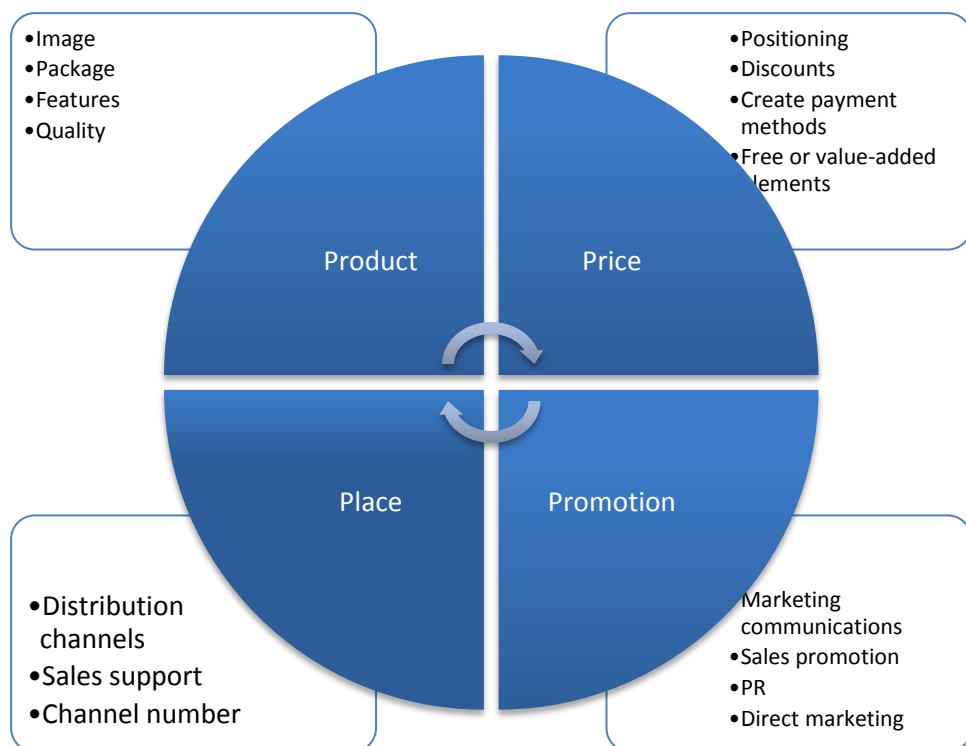 •Image
•Package
•Features
•Quality
•Positioning
•Discounts
•Create payment
methods
•Free or value-added
elements
Product
Price
Place
Promotion
•Distribution
channels
•Sales support
•Channel number
Marketing
communications
•Sales promotion
•PR
•Direct marketing